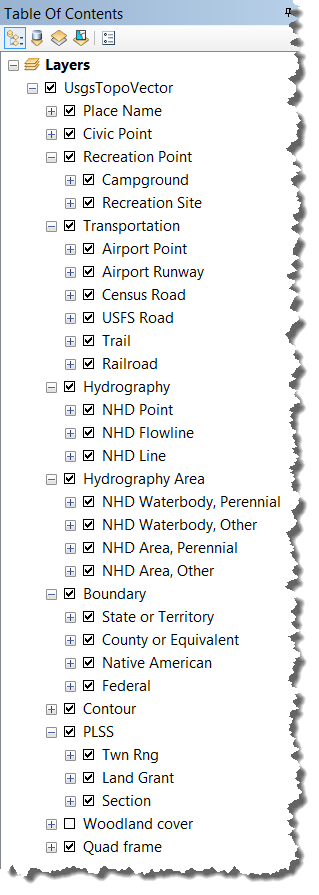 Table Of Contents
Layers
UsgsTopoVector
Place Name
Civic Point
Recreation Point
Campground
Recreation Site
Transportation
Airport Point
Airport Runway
Census Road
USFS Road
Trail
Railroad
Hydrography
NHD Point
NHD Flowline
NHD Line
Hydrography Area
NHD Waterbody, Perennial
NHD Waterbody, Other
NHD Area, Perennial
NHD Area, Other
Boundary
State or Territory
County or Equivalent
Native American
Federal
Contour
PLSS
Twn Rng
Land Grant
Section
Woodland cover
Quad frame